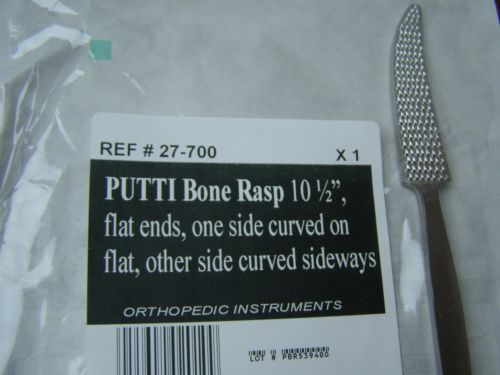 REF # 27-700 X 1
PUTTI Bone Rasp 10 ½”,
flat ends, one side curved on
flat, other side curved sideways
ORTHOPEDIC INSTRUMENTS
LOT # PBR539400